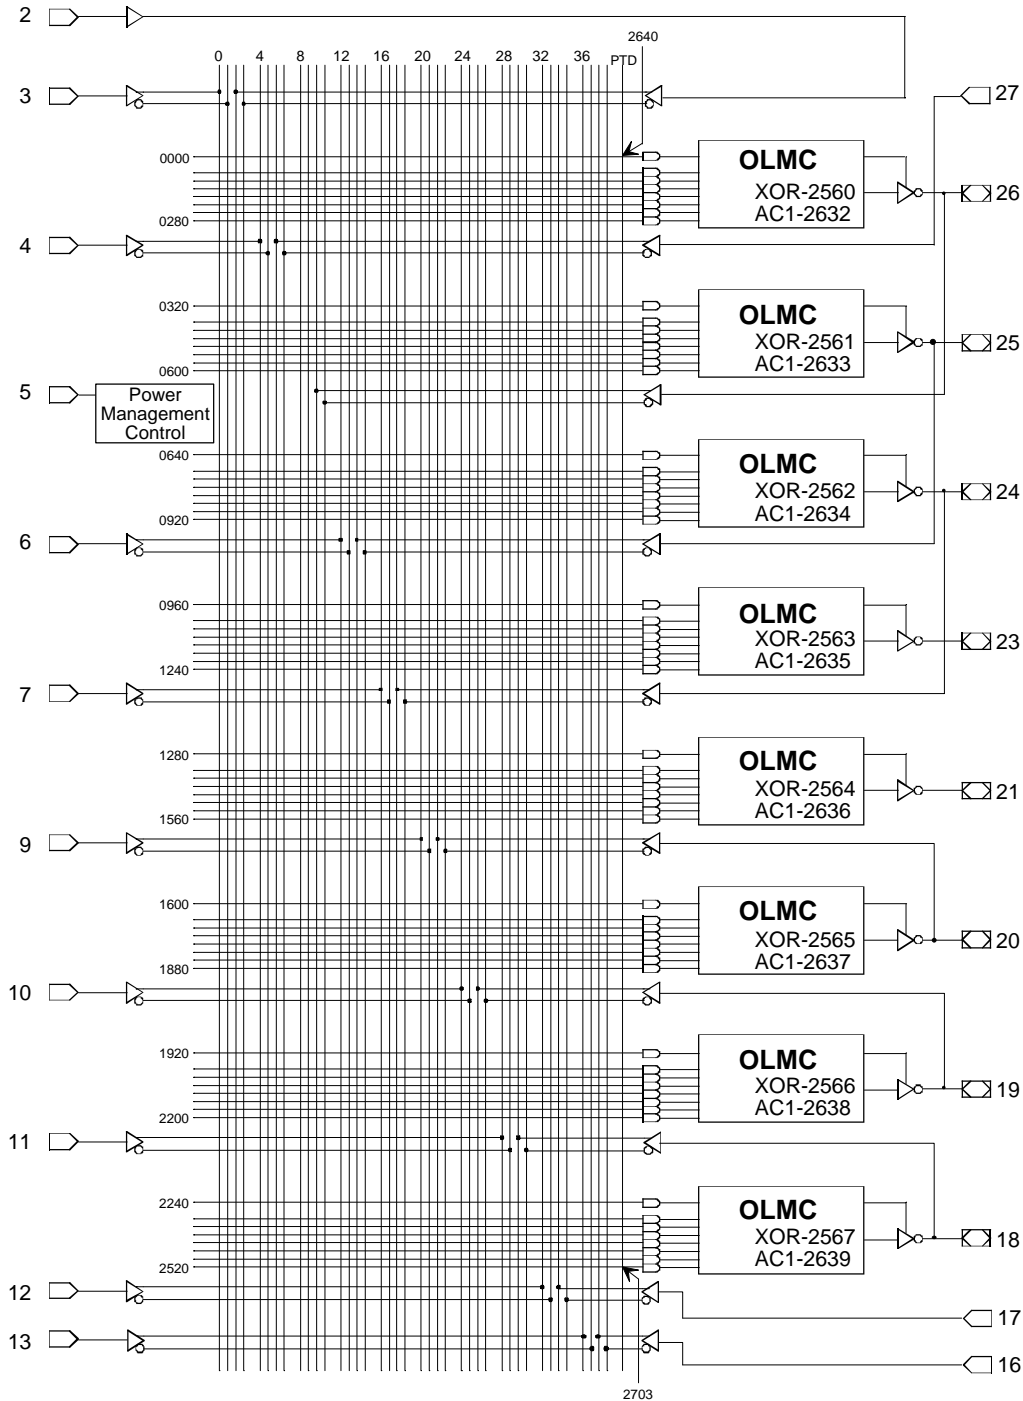 2
2640
0 4 8 12 16 20 24 28 32 36 PTD
3
27
0000
OLMC
XOR-2560
AC1-2632
26
0280
4
0320
OLMC
XOR-2561
AC1-2633
25
0600
5
Power
Management
Control
0640
OLMC
XOR-2562
AC1-2634
24
0920
6
0960
OLMC
XOR-2563
AC1-2635
23
1240
7
1280
OLMC
XOR-2564
AC1-2636
21
1560
9
1600
OLMC
XOR-2565
AC1-2637
20
1880
10
1920
OLMC
XOR-2566
AC1-2638
19
2200
11
2240
OLMC
XOR-2567
AC1-2639
18
2520
12
17
13
16
2703